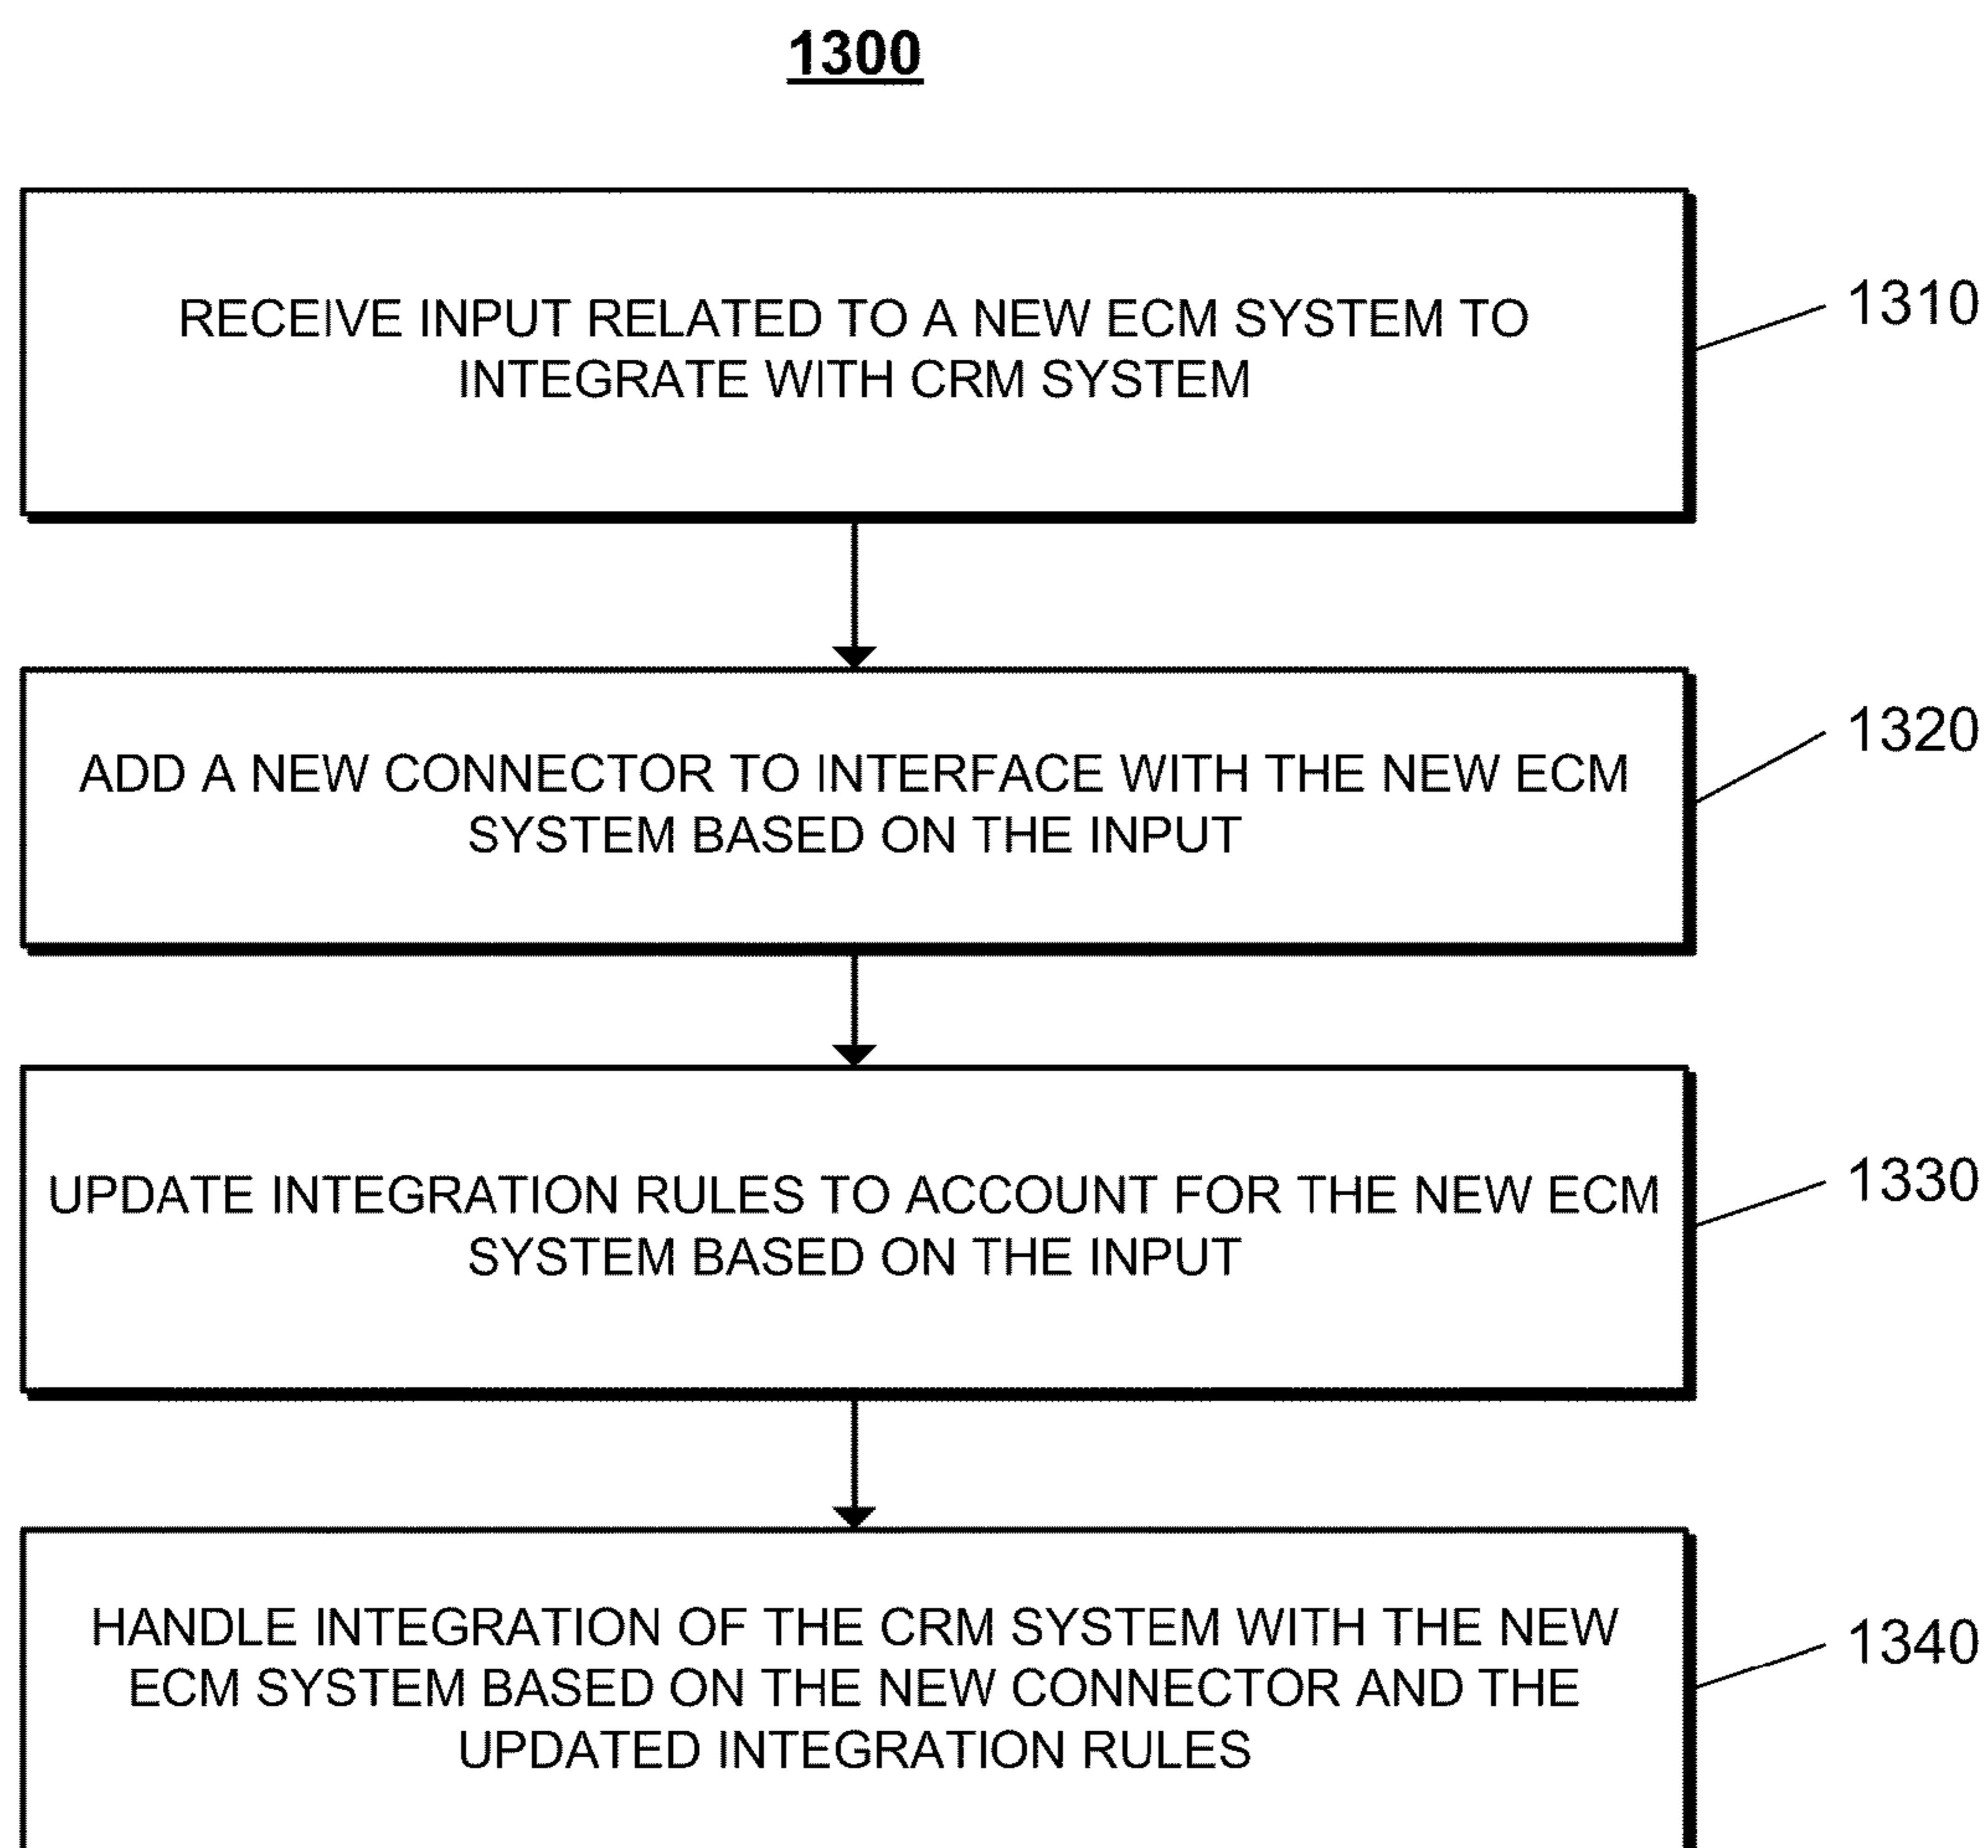 1300
RECEIVE INPUT RELATED TO A NEW ECM SYSTEM TO
INTEGRATE WITH CRM SYSTEM
1310
ADD A NEW CONNECTOR TO INTERFACE WITH THE NEW ECM
SYSTEM BASED ON THE INPUT
1320
UPDATE INTEGRATION RULES TO ACCOUNT FOR THE NEW ECM
SYSTEM BASED ON THE INPUT
1330
HANDLE INTEGRATION OF THE CRM SYSTEM WITH THE NEW
ECM SYSTEM BASED ON THE NEW CONNECTOR AND THE
UPDATED INTEGRATION RULES
1340